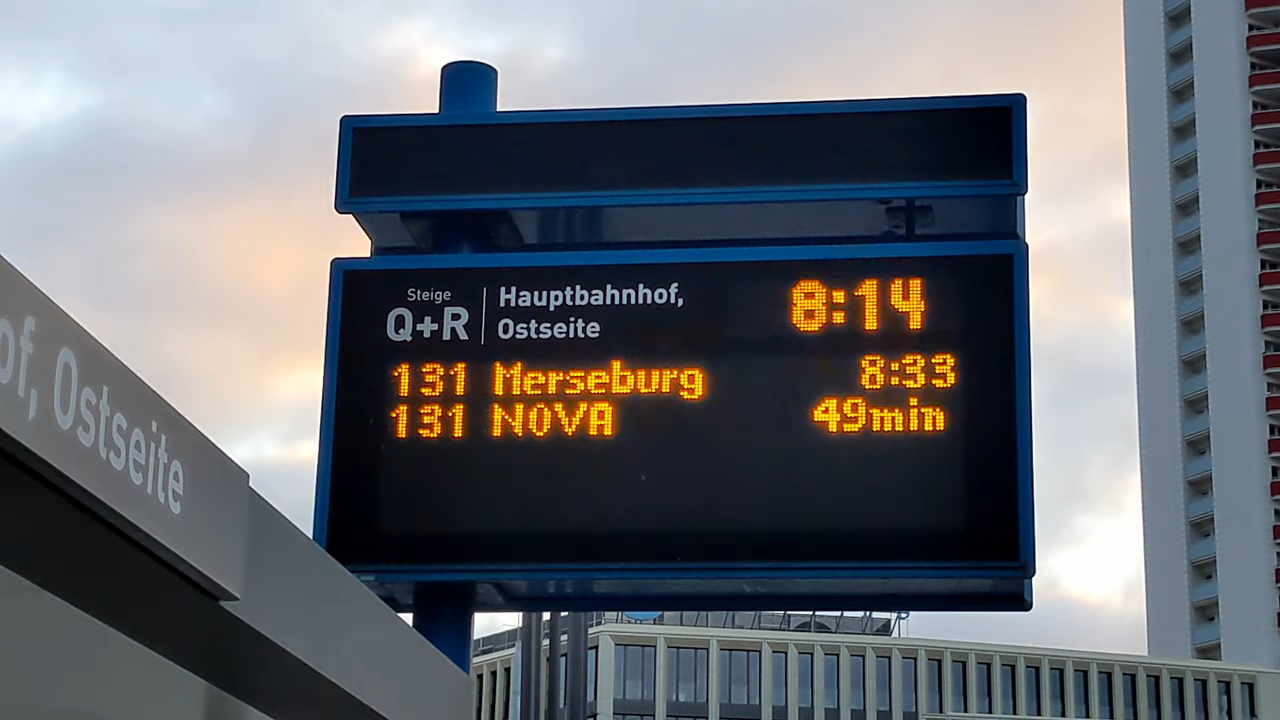 Steige
Q+R
Hauptbahnhof,
Ostseite
8:14
131 Merseburg 8:33
131 NOVA 49min
of, Ostseite